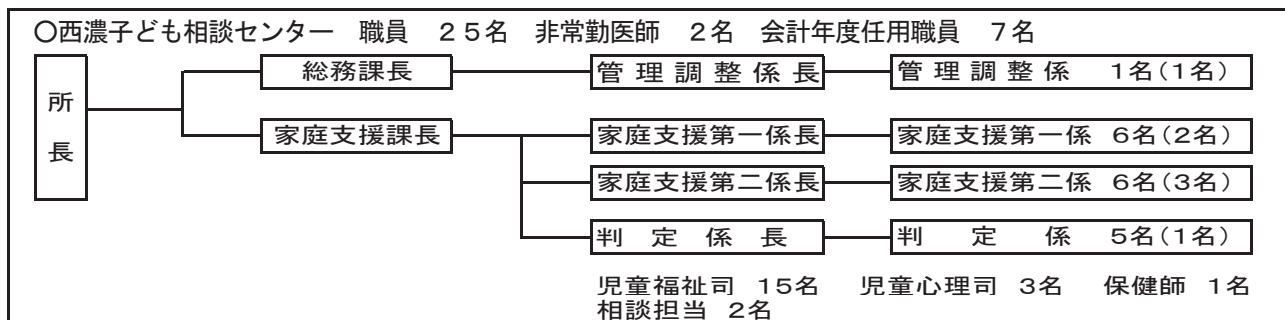 〇西濃子ども相談センター　職員　２５名　非常勤医師　２名　会計年度任用職員　７名
所長
総務課長
管理調整係長
管理調整係　１名(１名)
家庭支援課長
家庭支援第一係長
家庭支援第一係　６名(２名)
家庭支援第二係長
家庭支援第二係　６名(３名)
判定係長
判定係　５名(１名)
児童福祉司　１５名　児童心理司　３名　保健師　１名
相談担当　２名